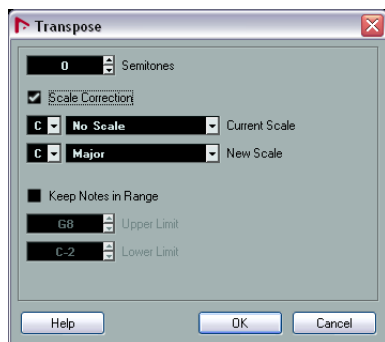 Transpose
0 Semitones
Scale Correction
C No Scale Current Scale
C Major New Scale
Keep Notes in Range
G8 Upper Limit
C-2 Lower Limit
Help OK Cancel